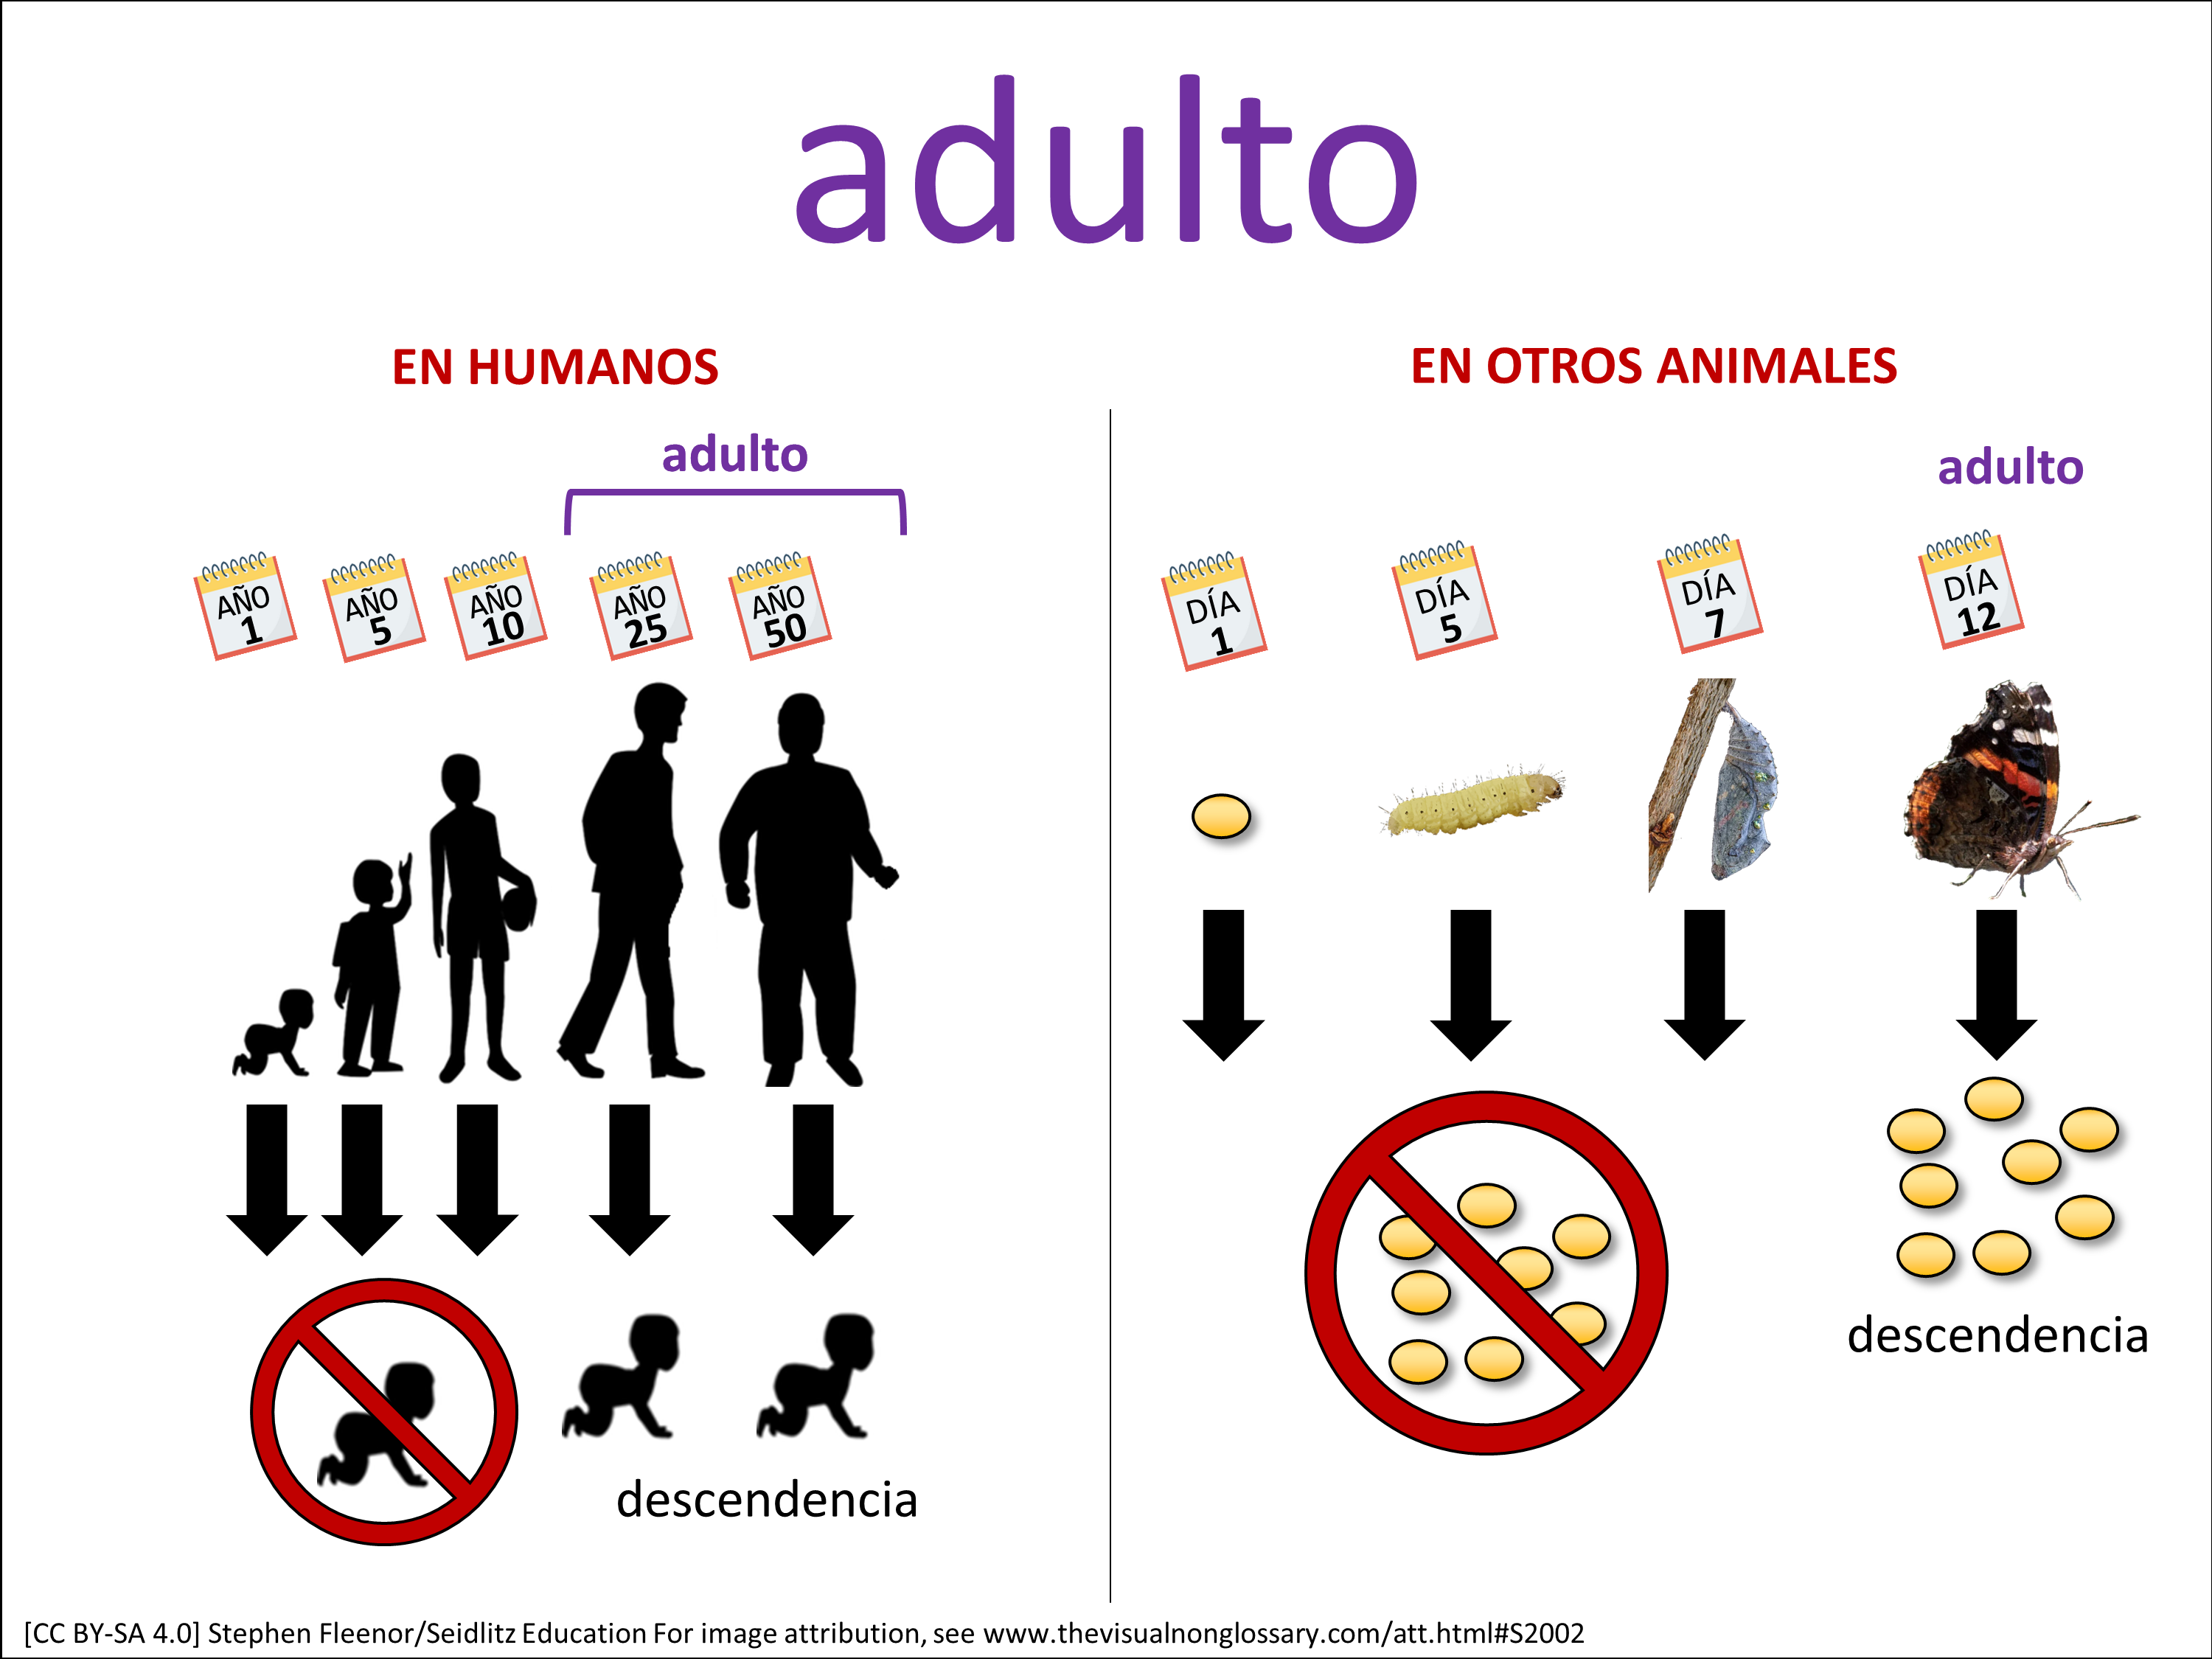 adulto
EN HUMANOS
adulto
AÑO
1
AÑO
5
AÑO
10
AÑO
25
AÑO
50
descendencia
EN OTROS ANIMALES
adulto
DÍA
1
DÍA
5
DÍA
7
DÍA
12
descendencia
[CC BY-SA 4.0] Stephen Fleenor/Seidlitz Education For image attribution, see www.thevisualnonglossary.com/att.html#S2002